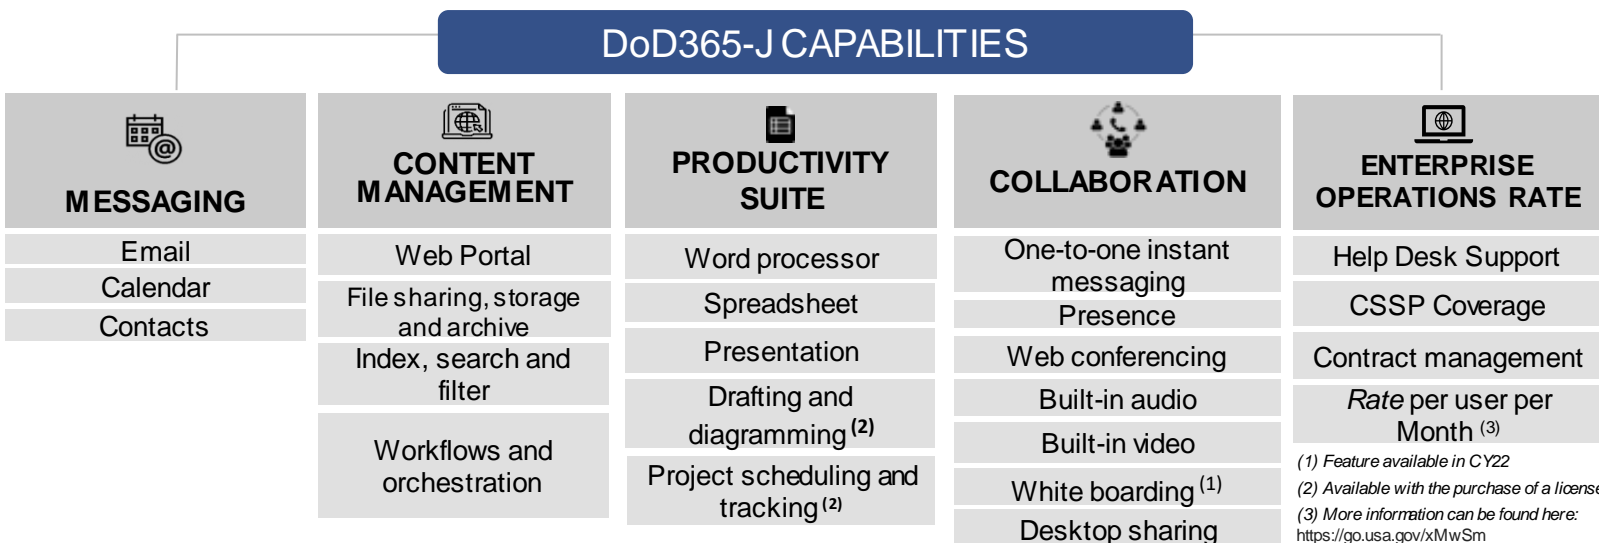 DoD365-J CAPABILITIES
@
MESSAGING
Email
Calendar
Contacts
CONTENT
MANAGEMENT
Web Portal
File sharing, storage
and archive
Index, search and
filter
Workflows and
orchestration
PRODUCTIVITY
SUITE
Word processor
Spreadsheet
Presentation
Drafting and
diagramming (2)
Project scheduling and
tracking (2)
COLLABORATION
One-to-one instant
messaging
Presence
Web conferencing
Built-in audio
Built-in video
White boarding (1)
Desktop sharing
ENTERPRISE
OPERATIONS RATE
Help Desk Support
CSSP Coverage
Contract management
Rate per user per
Month (3)
(1) Feature available in CY22
(2) Available with the purchase of a license
(3) More information can be found here:
https://go.usa.gov/xMwSm